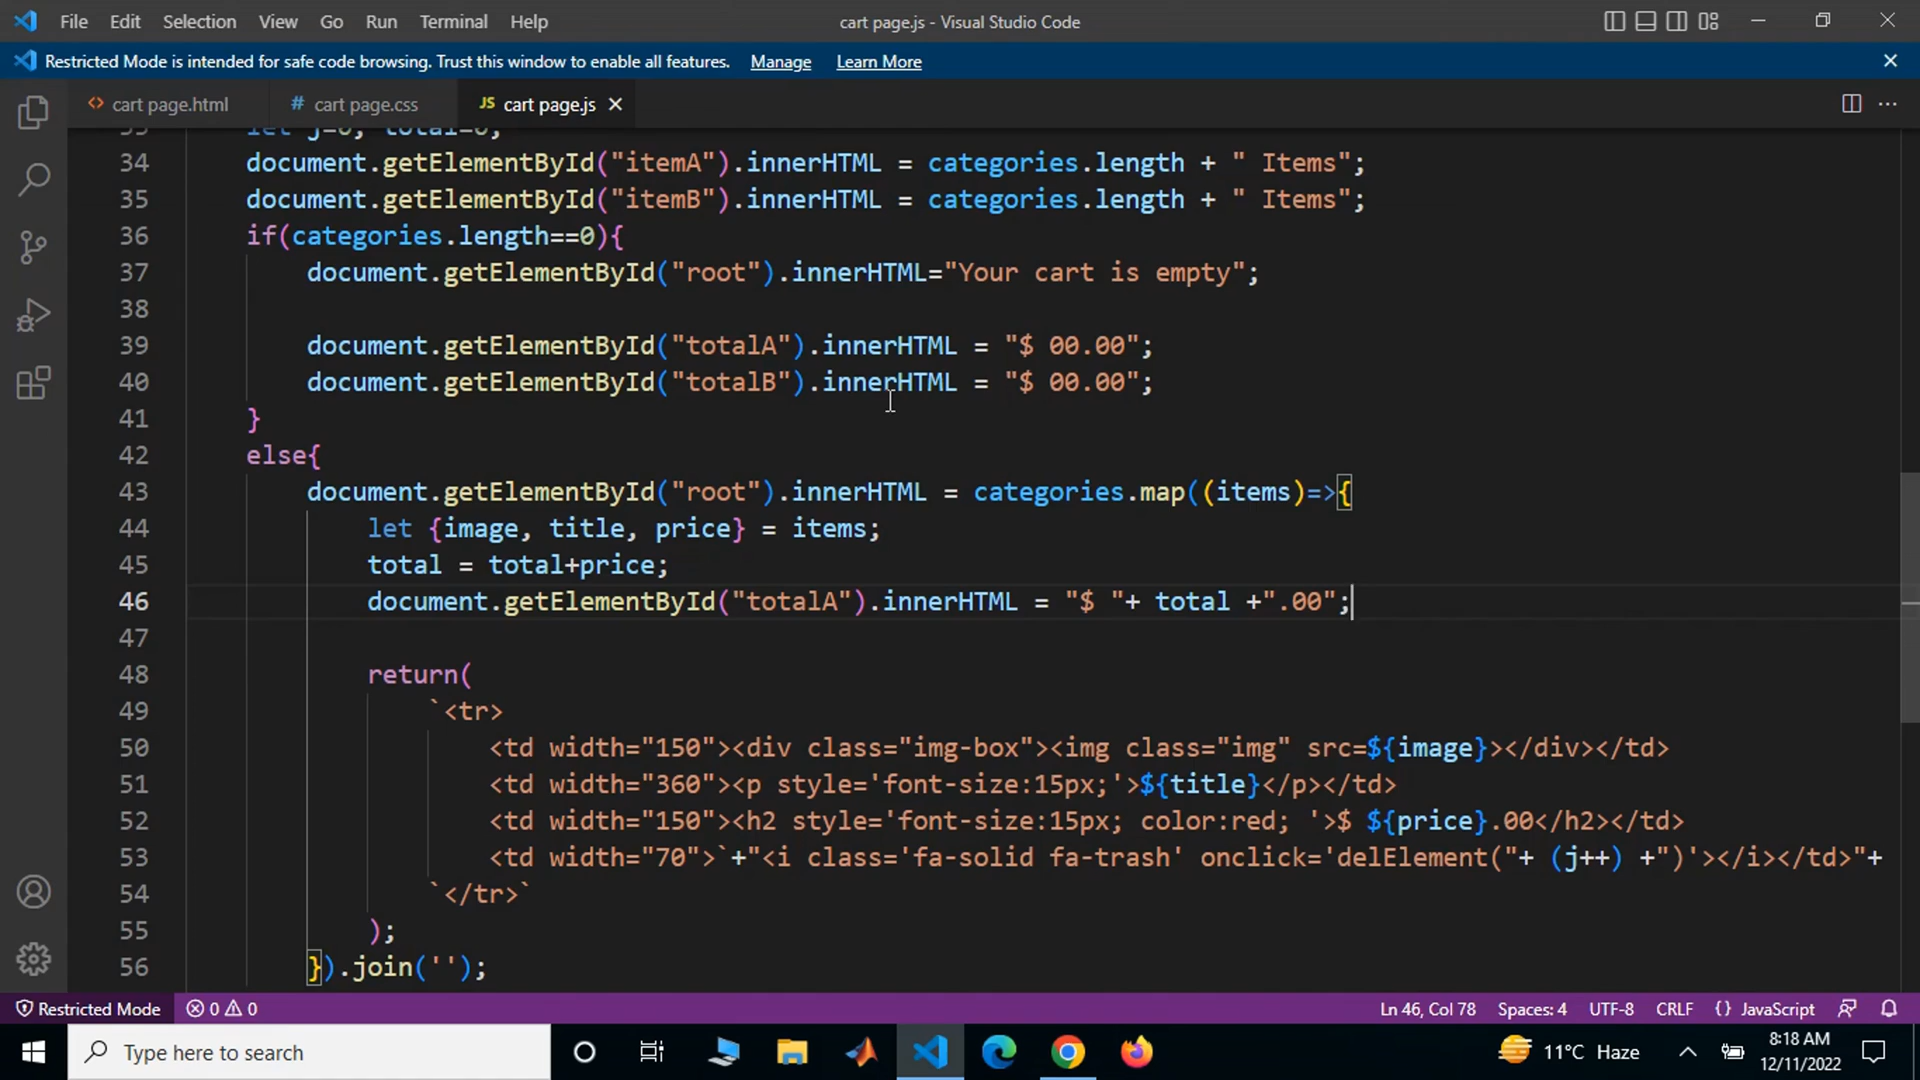 File Edit Selection View Go Run Terminal Help cart page.js - Visual Studio Code
Restricted Mode is intended for safe code browsing. Trust this window to enable all features. Manage Learn More
cart page.html # cart page.css JS cart page.js
33 let j=0, total=0;
34 document.getElementById("itemA").innerHTML = categories.length + " Items";
35 document.getElementById("itemB").innerHTML = categories.length + " Items";
36 if(categories.length==0){
37 document.getElementById("root").innerHTML="Your cart is empty";
38
39 document.getElementById("totalA").innerHTML = "$ 00.00";
40 document.getElementById("totalB").innerHTML = "$ 00.00";
41 }
42 else{
43 document.getElementById("root").innerHTML = categories.map((items)=>{
44 let {image, title, price} = items;
45 total = total+price;
46 document.getElementById("totalA").innerHTML = "$ "+ total +".00";
47
48 return(
49 `<tr>
50 <td width="150"><div class="img-box"><img class="img" src=${image}></div></td>
51 <td width="360"><p style='font-size:15px;'>${title}</p></td>
52 <td width="150"><h2 style='font-size:15px; color:red; '>$ ${price}.00</h2></td>
53 <td width="70">`+"<i class='fa-solid fa-trash' onclick='delElement("+ (j++) +")'></i></td>"+
54 `</tr>`
55 );
56 }).join('');
Restricted Mode 0 0 Ln 46, Col 78 Spaces: 4 UTF-8 CRLF {} JavaScript
Type here to search 11°C Haze 8:18 AM
12/11/2022